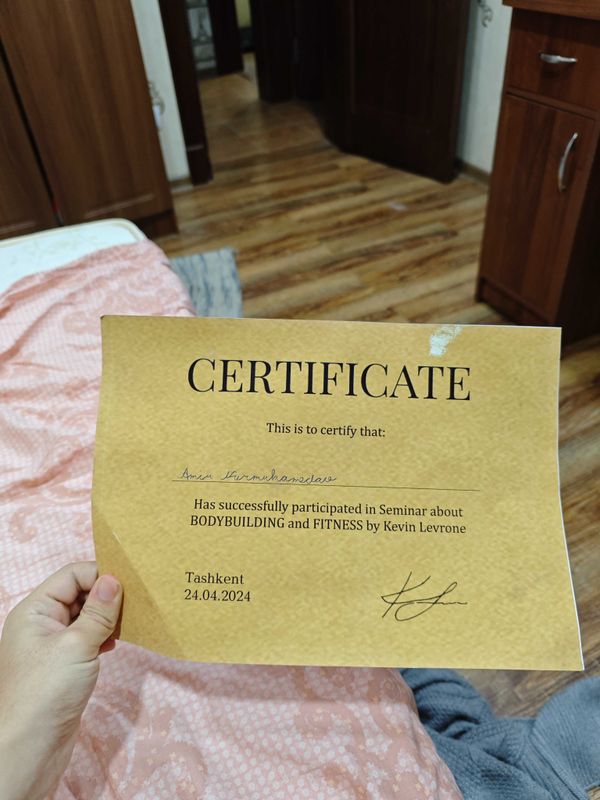 CERTIFICATE
This is to certify that:
Has successfully participated in Seminar about
BODYBUILDING and FITNESS by Kevin Levrone
Tashkent
24.04.2024